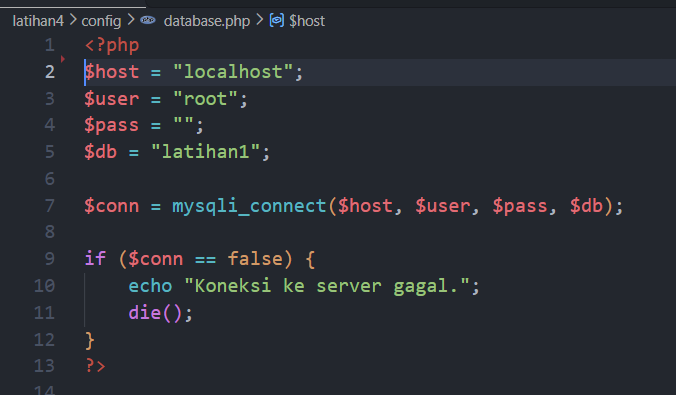 latihan4 > config > database.php > $host
1 <?php
2 $host = "localhost";
3 $user = "root";
4 $pass = "";
5 $db = "latihan1";
6
7 $conn = mysqli_connect($host, $user, $pass, $db);
8
9 if ($conn == false) {
10     echo "Koneksi ke server gagal.";
11     die();
12 }
13 ?>
14